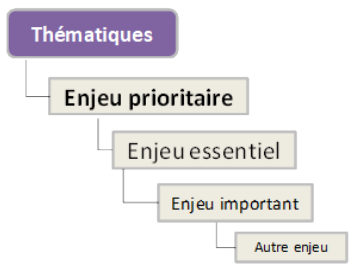 Thématiques
Enjeu prioritaire
Enjeu essentiel
Enjeu important
Autre enjeu